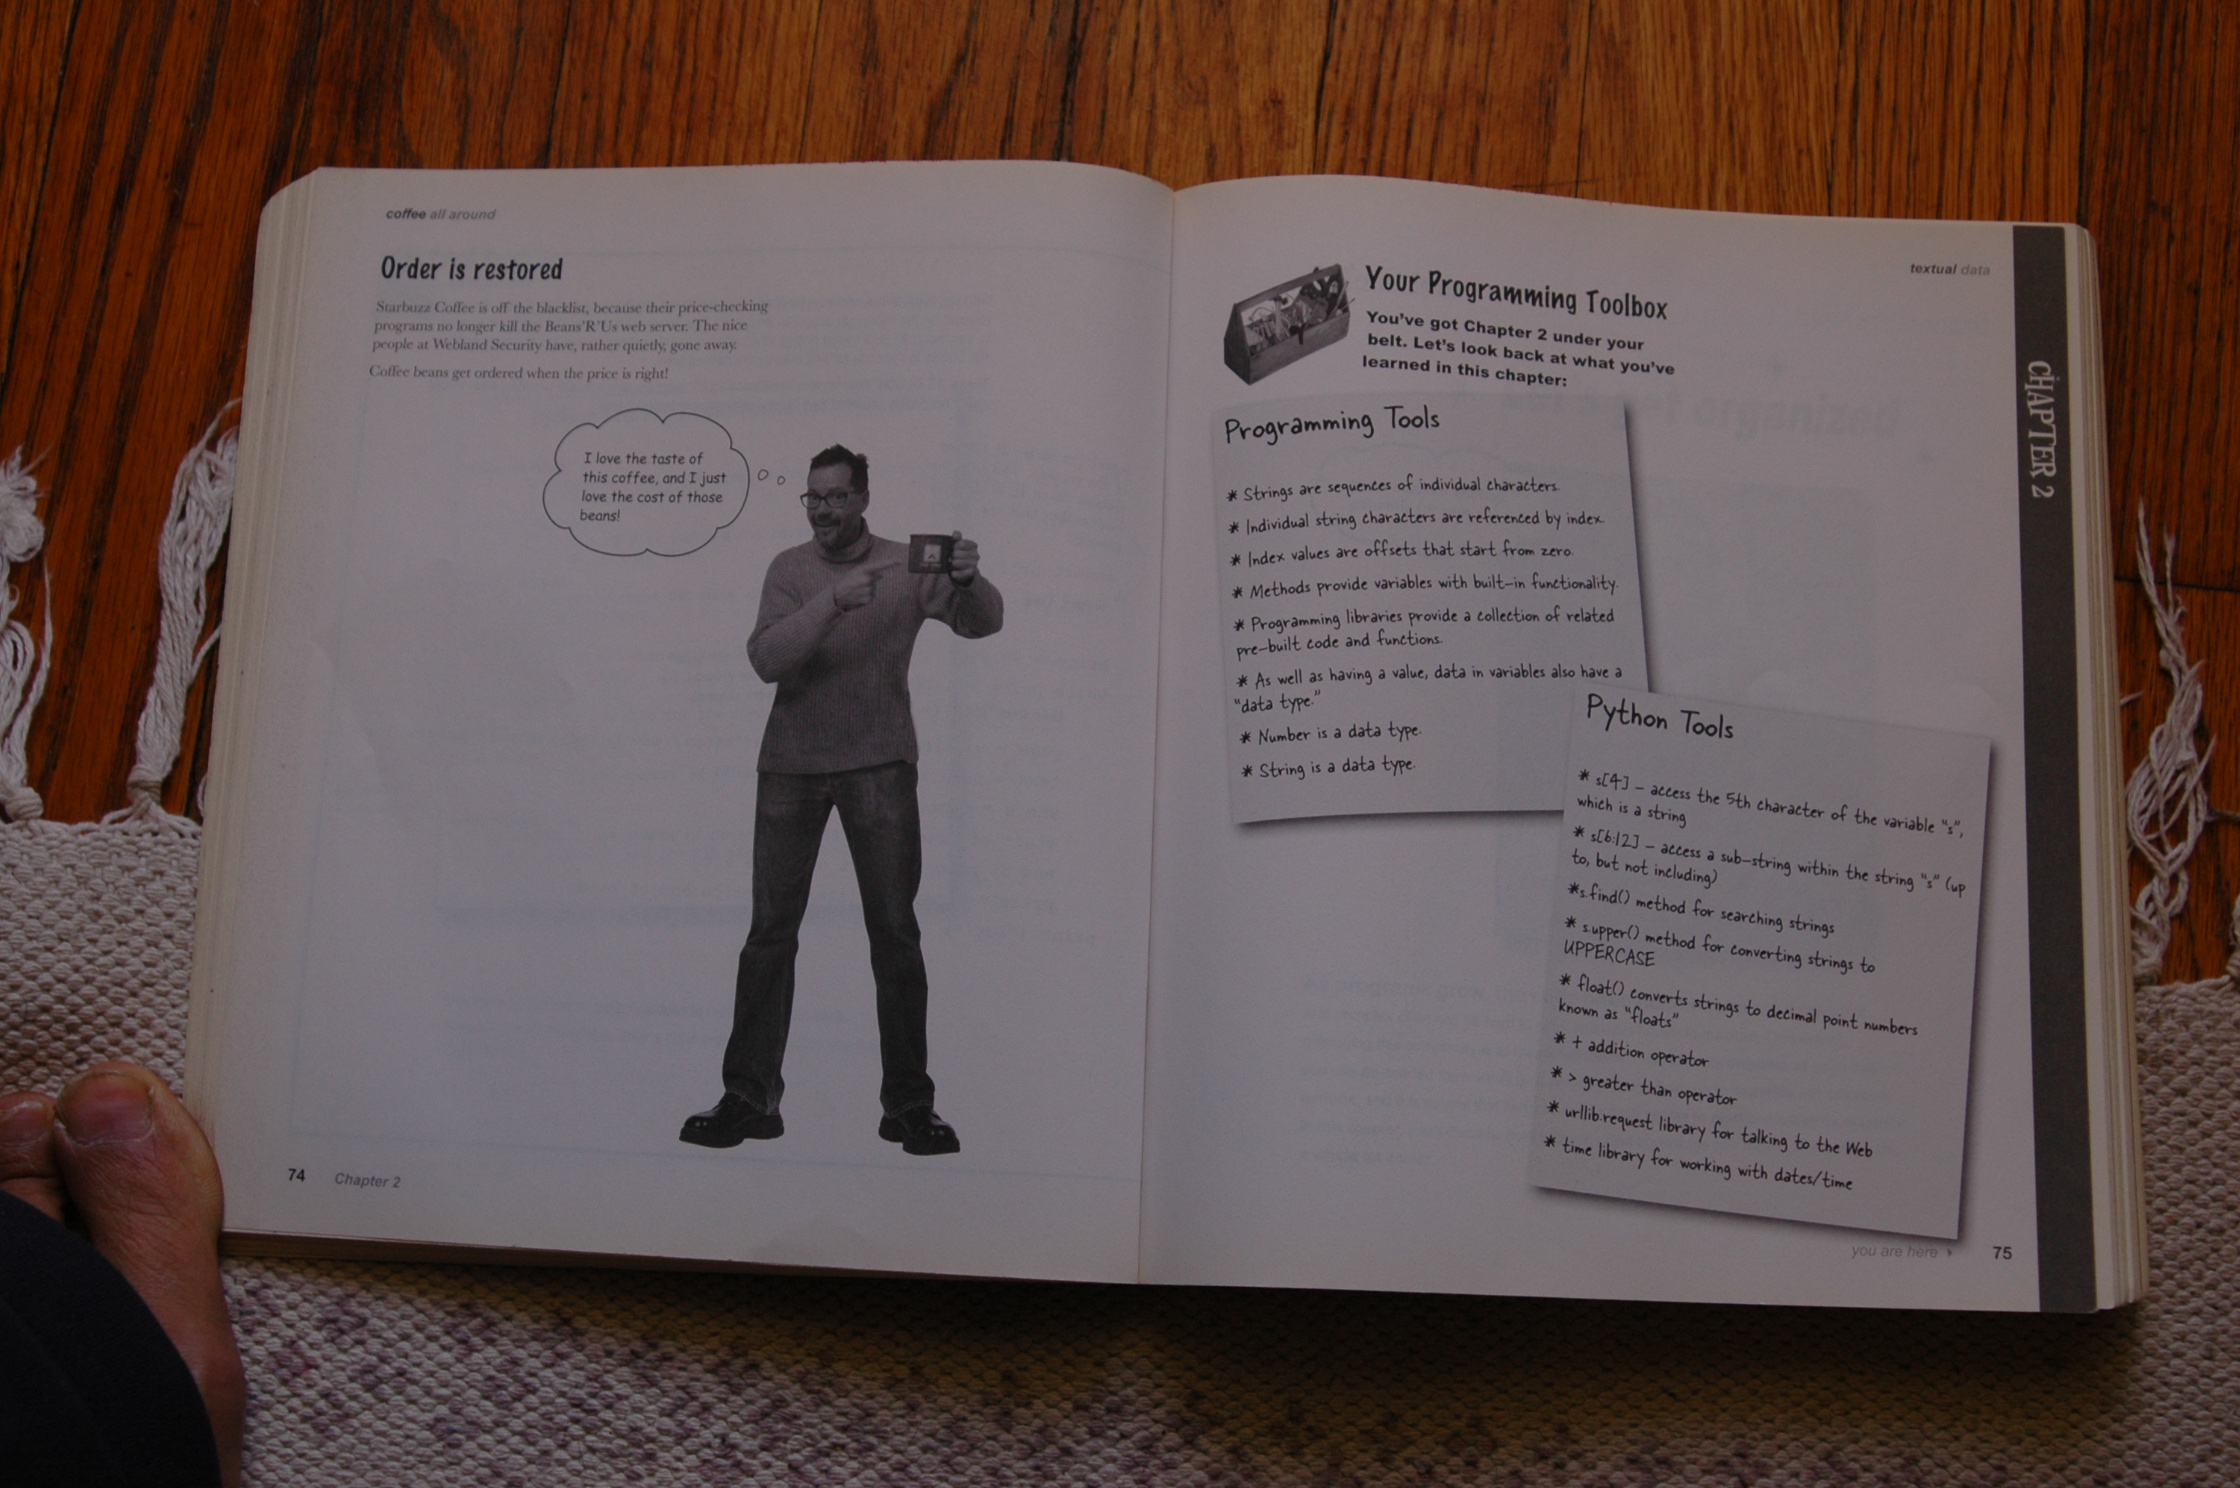 coffee all around
Order is restored
Starbuzz Coffee is off the blacklist, because their price-checking
programs no longer kill the Beans'R'Us web server. The nice
people at Webland Security have, rather quietly, gone away.
Coffee beans get ordered when the price is right!
I love the taste of
this coffee, and I just
love the cost of those
beans!
74 Chapter 2
textual data
Your Programming Toolbox
You've got Chapter 2 under your
belt. Let's look back at what you've
learned in this chapter:
Programming Tools
* Strings are sequences of individual characters.
* Individual string characters are referenced by index.
* Index values are offsets that start from zero.
* Methods provide variables with built-in functionality.
* Programming libraries provide a collection of related
pre-built code and functions.
* As well as having a value, data in variables also have a
"data type."
* Number is a data type.
* String is a data type.
Python Tools
* s[4] - access the 5th character of the variable "s",
which is a string
* s[6:12] - access a sub-string within the string "s" (up
to, but not including)
*s.find() method for searching strings
* s.upper() method for converting strings to
UPPERCASE
* float() converts strings to decimal point numbers
known as "floats"
* + addition operator
* > greater than operator
* urllib.request library for talking to the Web
* time library for working with dates/time
you are here 75
CHAPTER 2